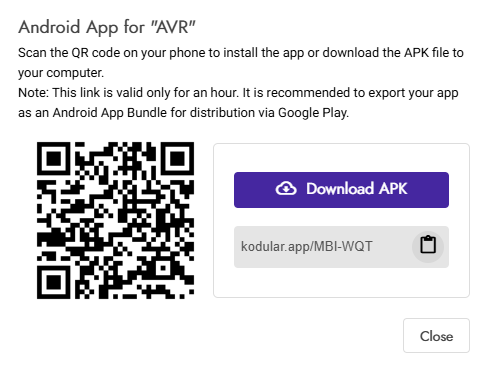 Android App for "AVR"
Scan the QR code on your phone to install the app or download the APK file to
your computer.
Note: This link is valid only for an hour. It is recommended to export your app
as an Android App Bundle for distribution via Google Play.
Download APK
kodular.app/MBI-WQT
Close